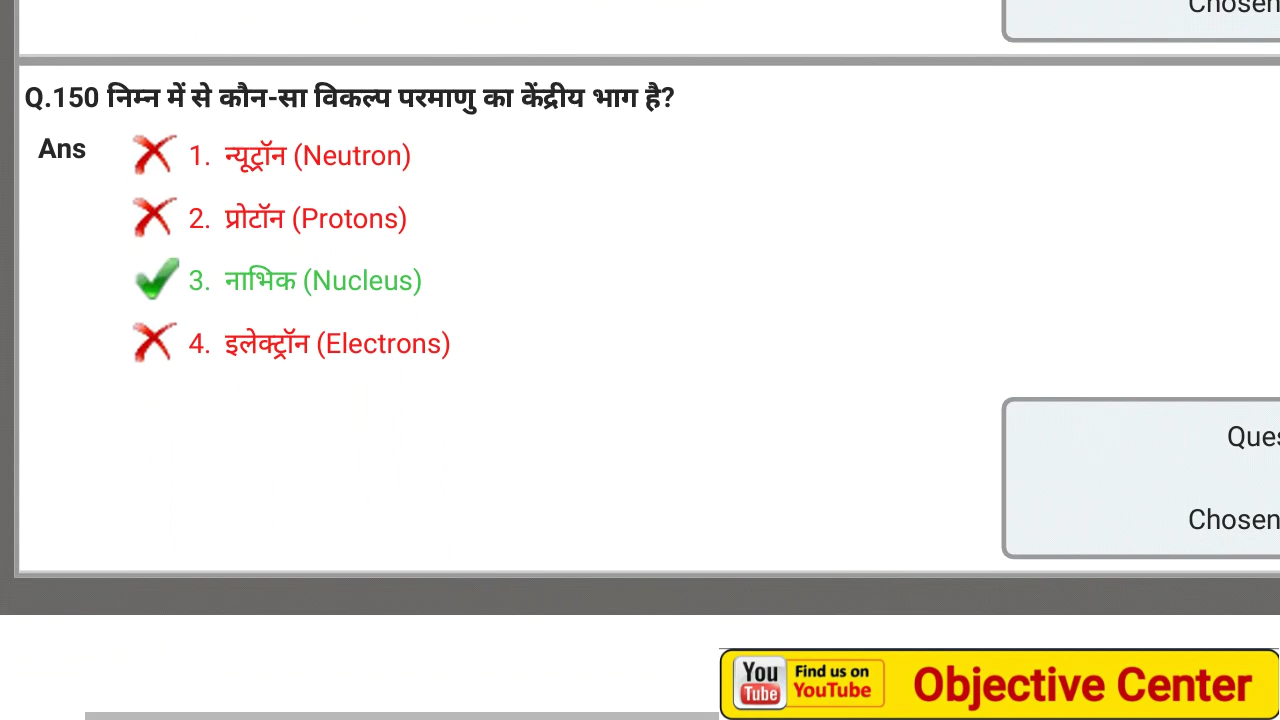 Chosen
Q.150 निम्न में से कौन-सा विकल्प परमाणु का केंद्रीय भाग है?
Ans
1. न्यूट्रॉन (Neutron)
2. प्रोटॉन (Protons)
3. नाभिक (Nucleus)
4. इलेक्ट्रॉन (Electrons)
Ques
Chosen
You Tube
Find us on
YouTube
Objective Center